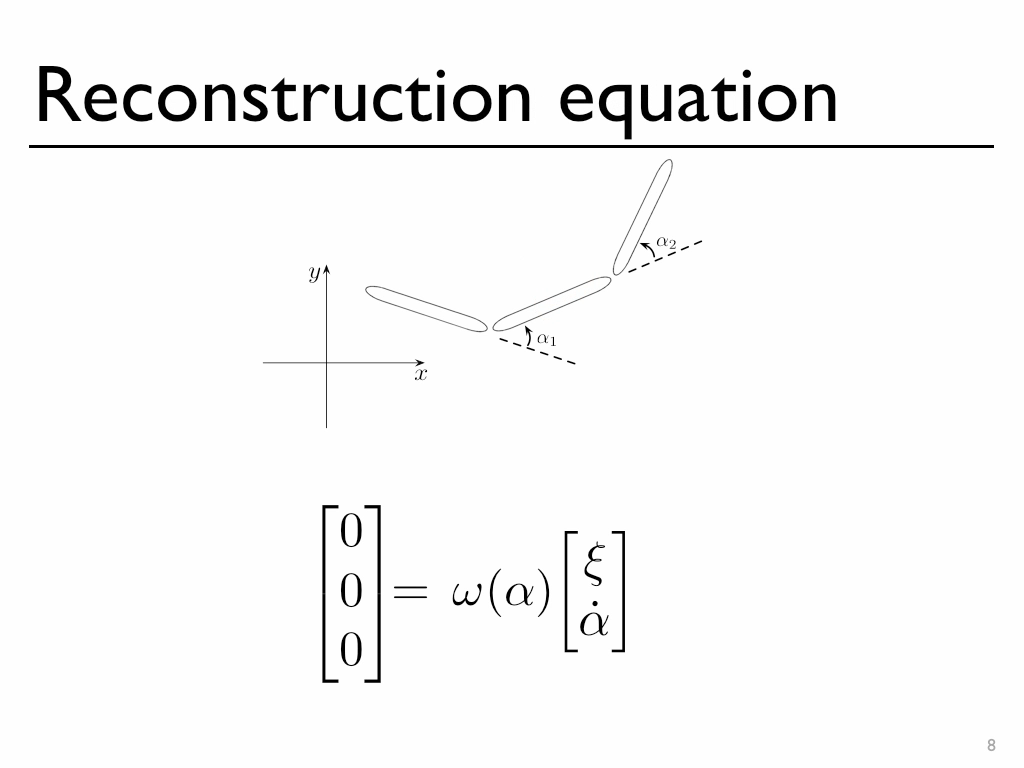 Reconstruction equation
α₂
y
α₁
x
[0 0 0] = ω(α) [ξ α̇]
8